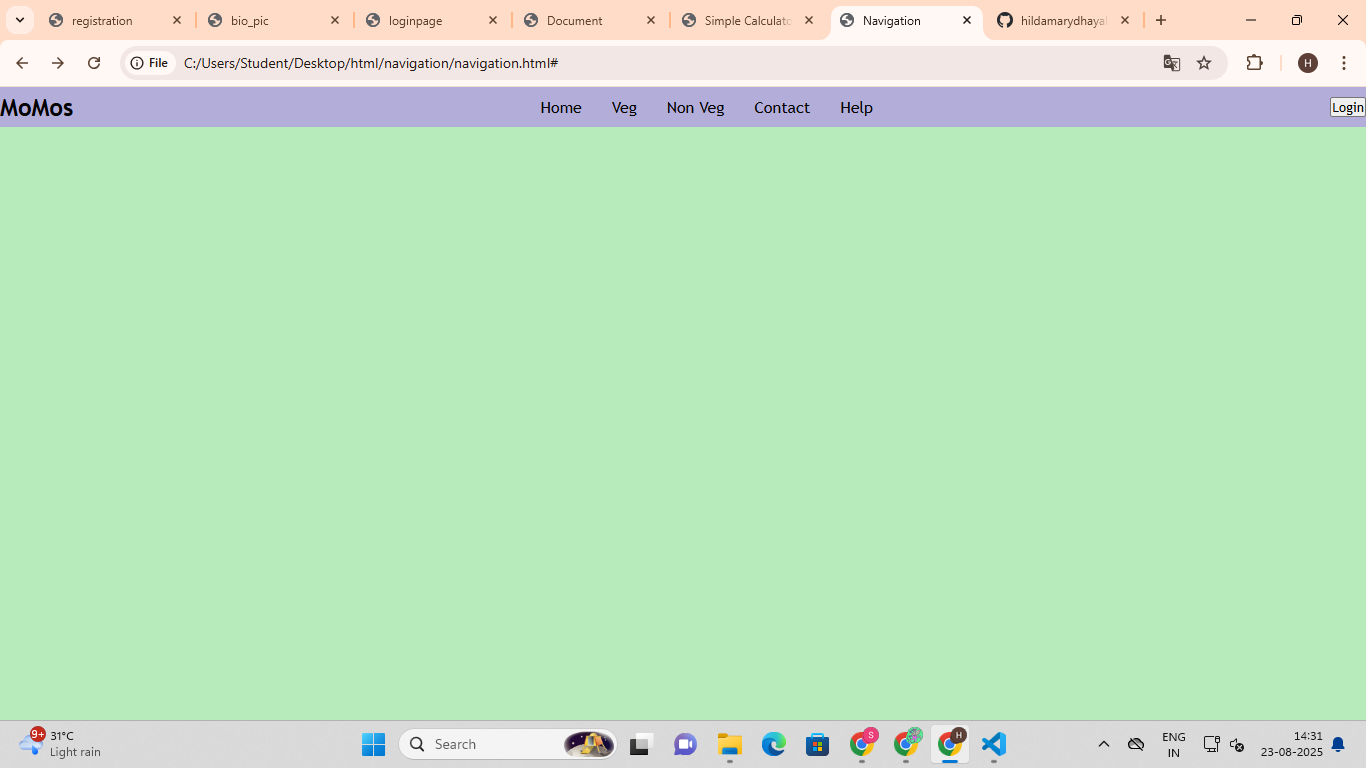 registration bio_pic loginpage Document Simple Calculato Navigation hildamarydhaya
File C:/Users/Student/Desktop/html/navigation/navigation.html# H
MoMos Home Veg Non Veg Contact Help Login
9+ 31°C Search S H ENG 14:31
Light rain IN 23-08-2025